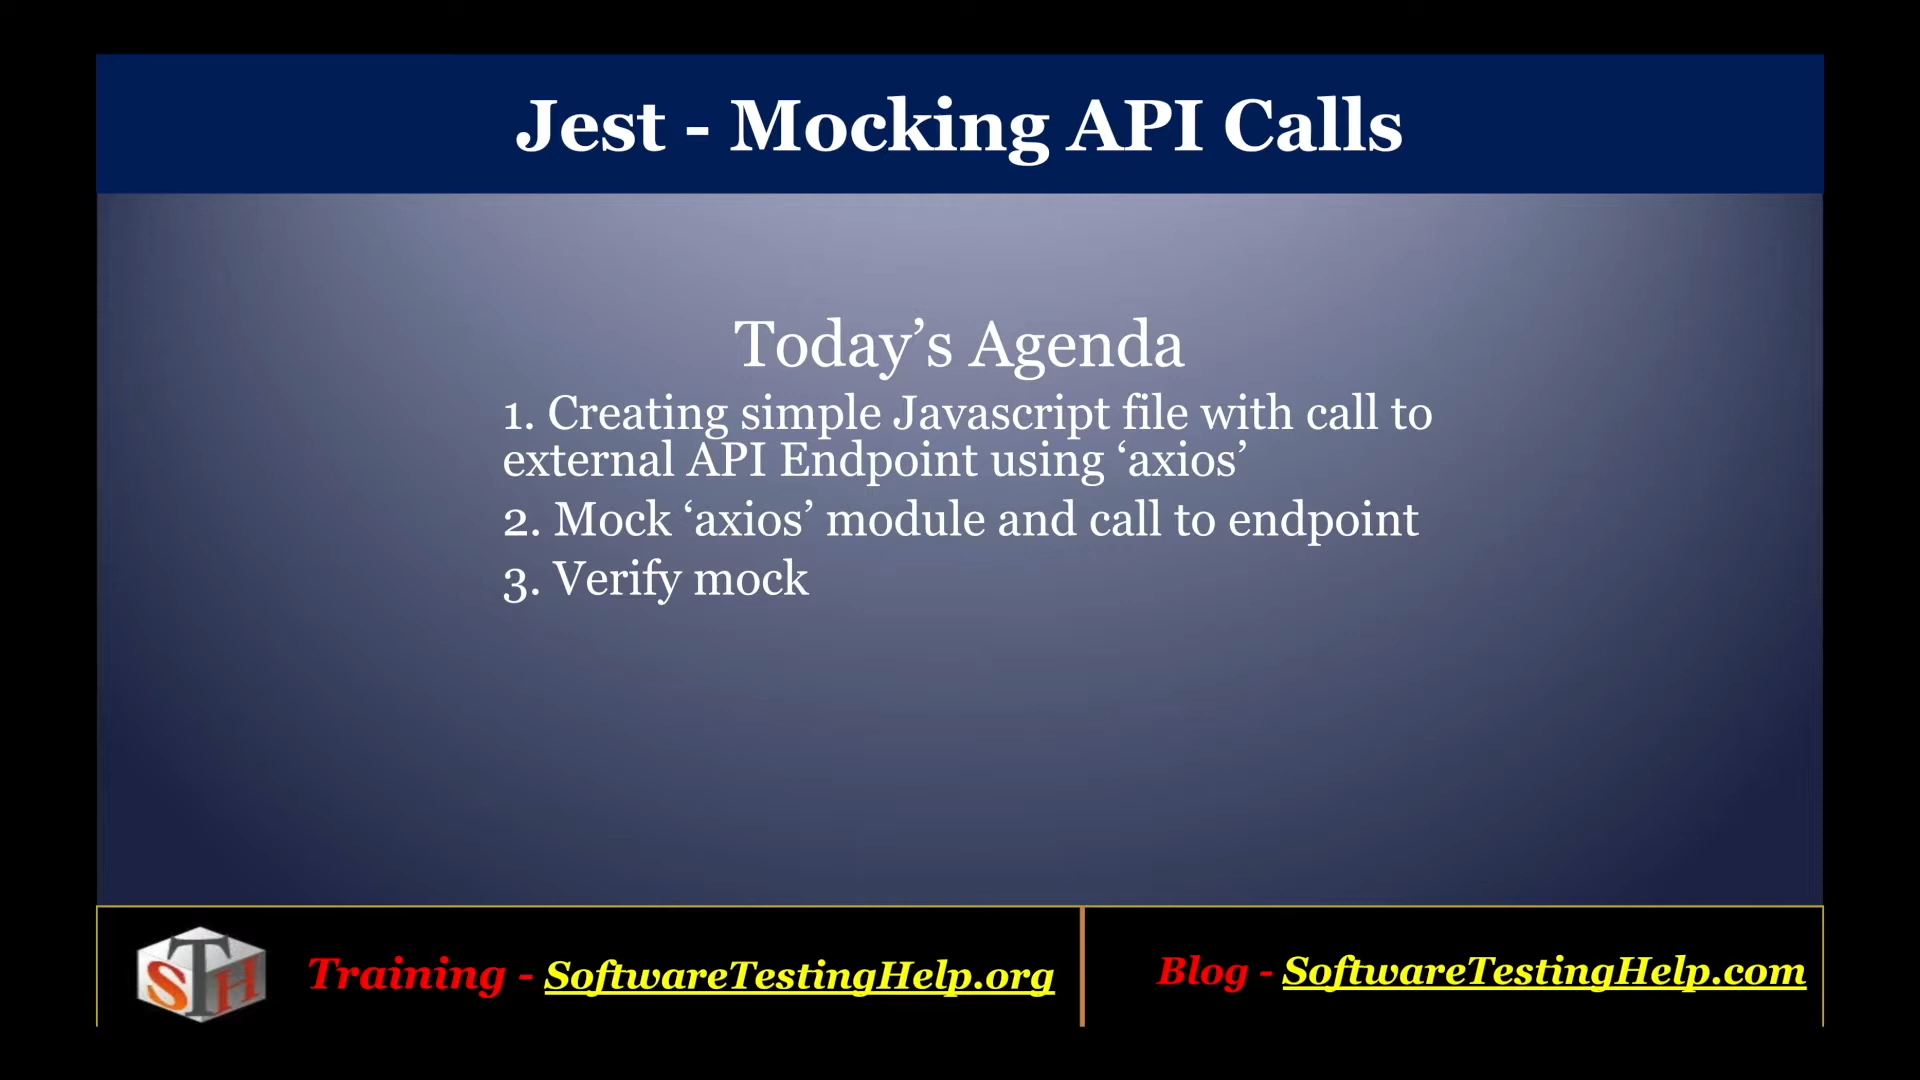 Jest - Mocking API Calls
Today’s Agenda
1. Creating simple Javascript file with call to
external API Endpoint using ‘axios’
2. Mock ‘axios’ module and call to endpoint
3. Verify mock
STH
Training - SoftwareTestingHelp.org
Blog - SoftwareTestingHelp.com